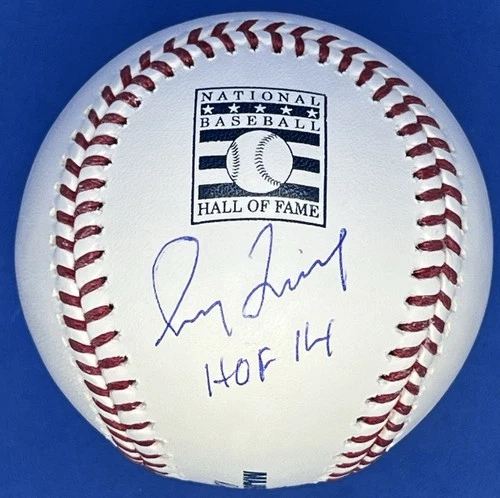 NATIONAL
BASEBALL
HALL OF FAME
HOF 14